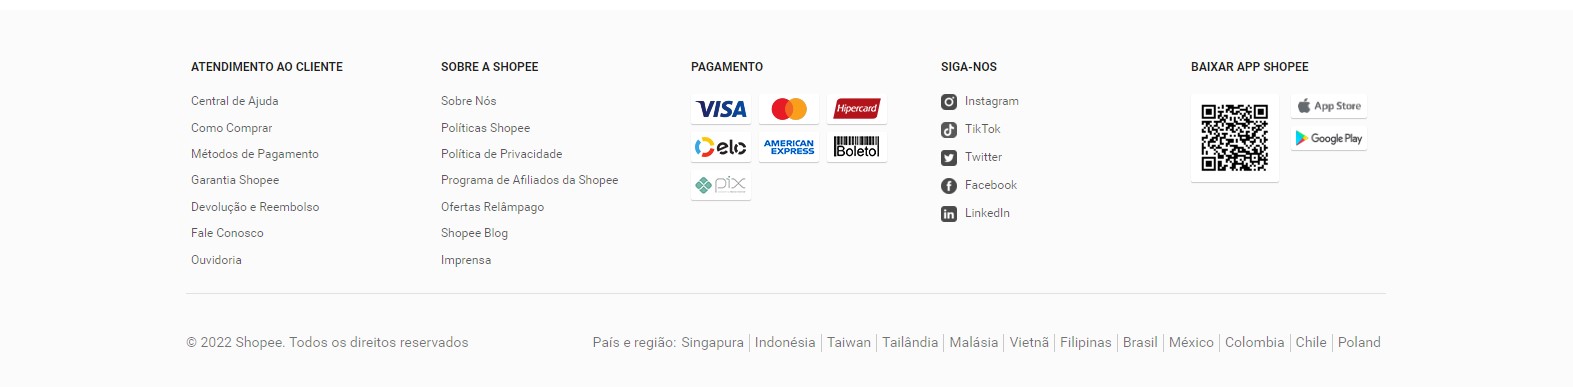 ATENDIMENTO AO CLIENTE
Central de Ajuda
Como Comprar
Métodos de Pagamento
Garantia Shopee
Devolução e Reembolso
Fale Conosco
Ouvidoria
SOBRE A SHOPEE
Sobre Nós
Políticas Shopee
Política de Privacidade
Programa de Afiliados da Shopee
Ofertas Relâmpago
Shopee Blog
Imprensa
PAGAMENTO
VISA
Hipercard
elo
AMERICAN
EXPRESS
Boleto
pix
SIGA-NOS
Instagram
TikTok
Twitter
Facebook
LinkedIn
BAIXAR APP SHOPEE
App Store
Google Play
© 2022 Shopee. Todos os direitos reservados
País e região: Singapura Indonésia Taiwan Tailândia Malásia Vietnã Filipinas Brasil México Colombia Chile Poland